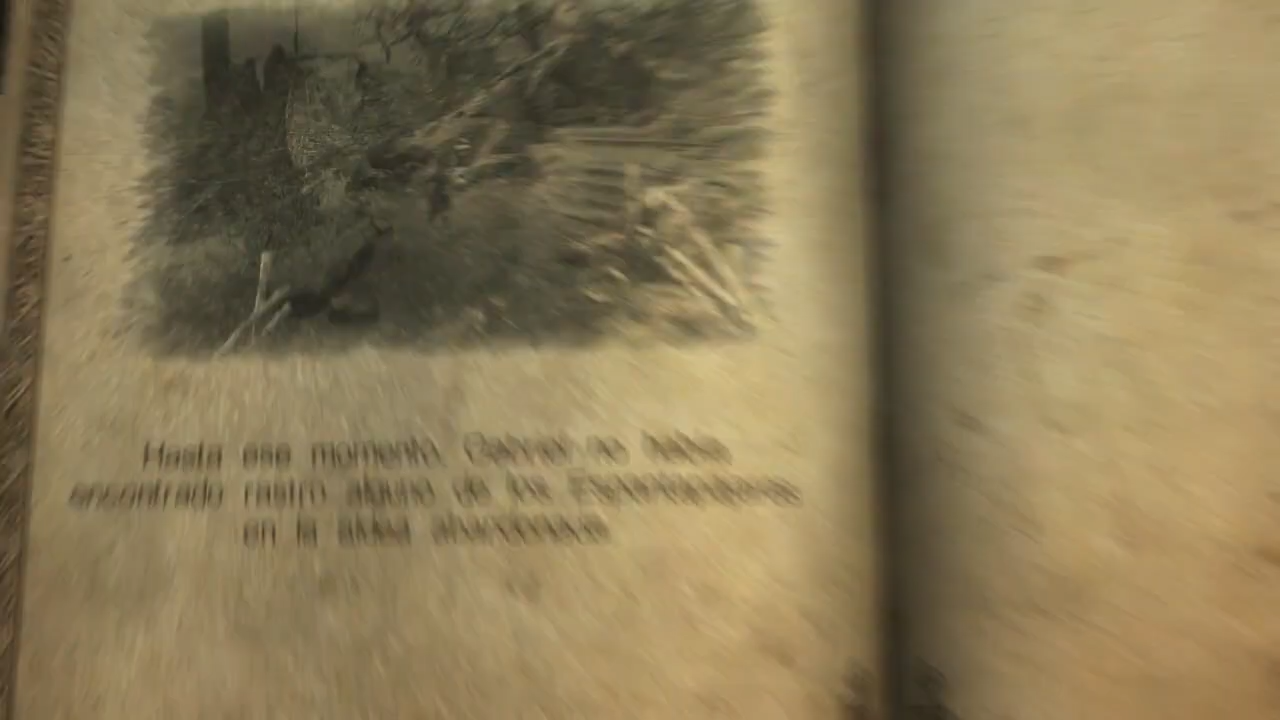 Hasta ese momento, Gabriel no había
encontrado rastro alguno de los
en la aldea abandonada